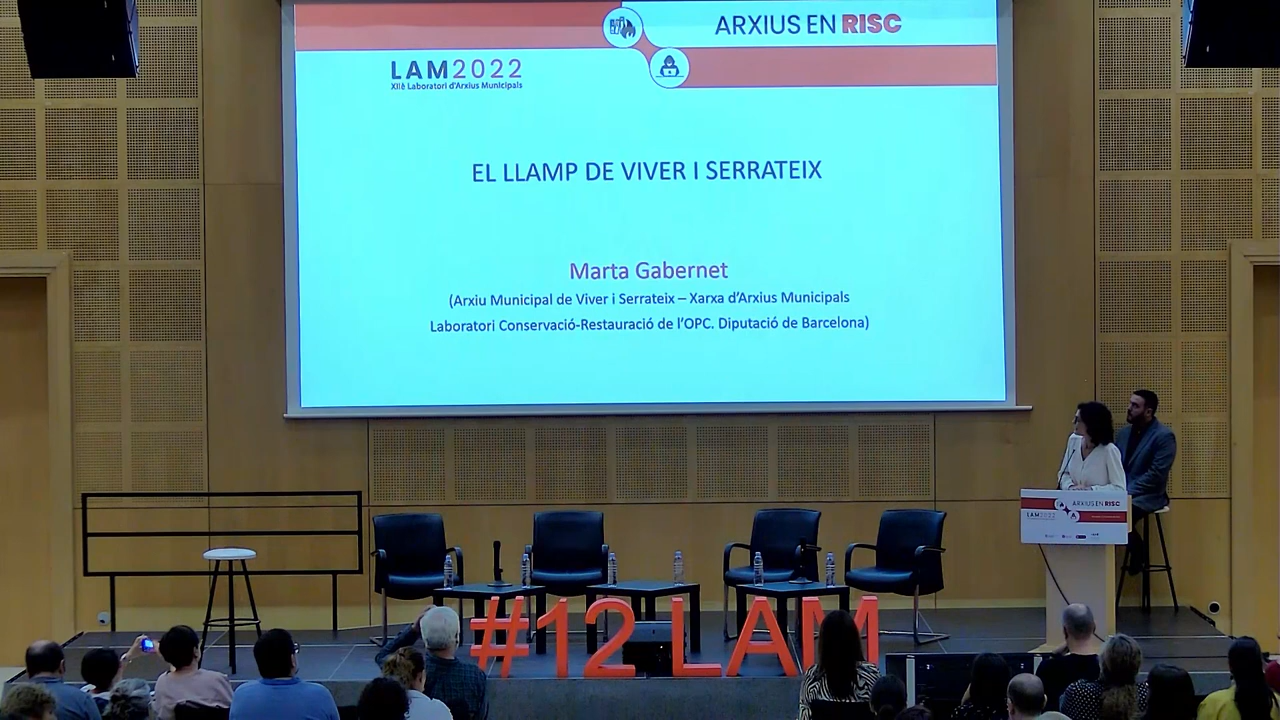 ARXIUS EN RISC
LAM2022
XIIè Laboratori d'Arxius Municipals
EL LLAMP DE VIVER I SERRATEIX
Marta Gabernet
(Arxiu Municipal de Viver i Serrateix – Xarxa d'Arxius Municipals
Laboratori Conservació-Restauració de l'OPC. Diputació de Barcelona)
ARXIUS EN RISC
LAM2022
#12 LAM